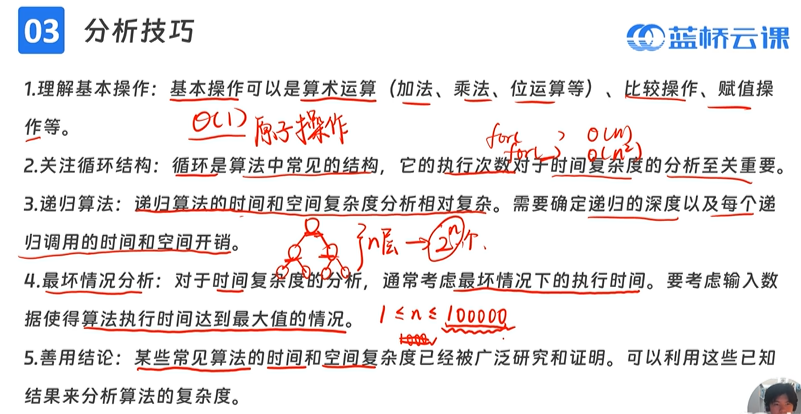 03 分析技巧
蓝桥云课
1.理解基本操作：基本操作可以是算术运算（加法、乘法、位运算等）、比较操作、赋值操
作等。
O(1) 原子操作
for( ) O(n)
for( ) O(n²)
2.关注循环结构：循环是算法中常见的结构，它的执行次数对于时间复杂度的分析至关重要。
3.递归算法：递归算法的时间和空间复杂度分析相对复杂。需要确定递归的深度以及每个递
归调用的时间和空间开销。
}n层 → 2ⁿ个
4.最坏情况分析：对于时间复杂度的分析，通常考虑最坏情况下的执行时间。要考虑输入数
据使得算法执行时间达到最大值的情况。
1 ≤ n ≤ 100000
5.善用结论：某些常见算法的时间和空间复杂度已经被广泛研究和证明。可以利用这些已知
结果来分析算法的复杂度。